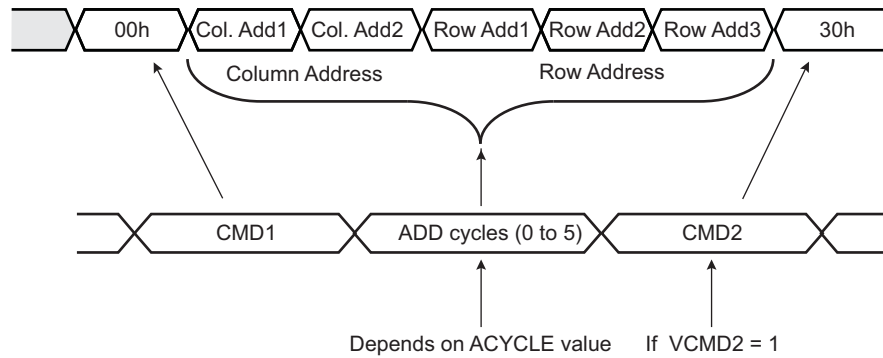 00h Col. Add1 Col. Add2 Row Add1 Row Add2 Row Add3 30h
Column Address Row Address
CMD1 ADD cycles (0 to 5) CMD2
Depends on ACYCLE value If VCMD2 = 1